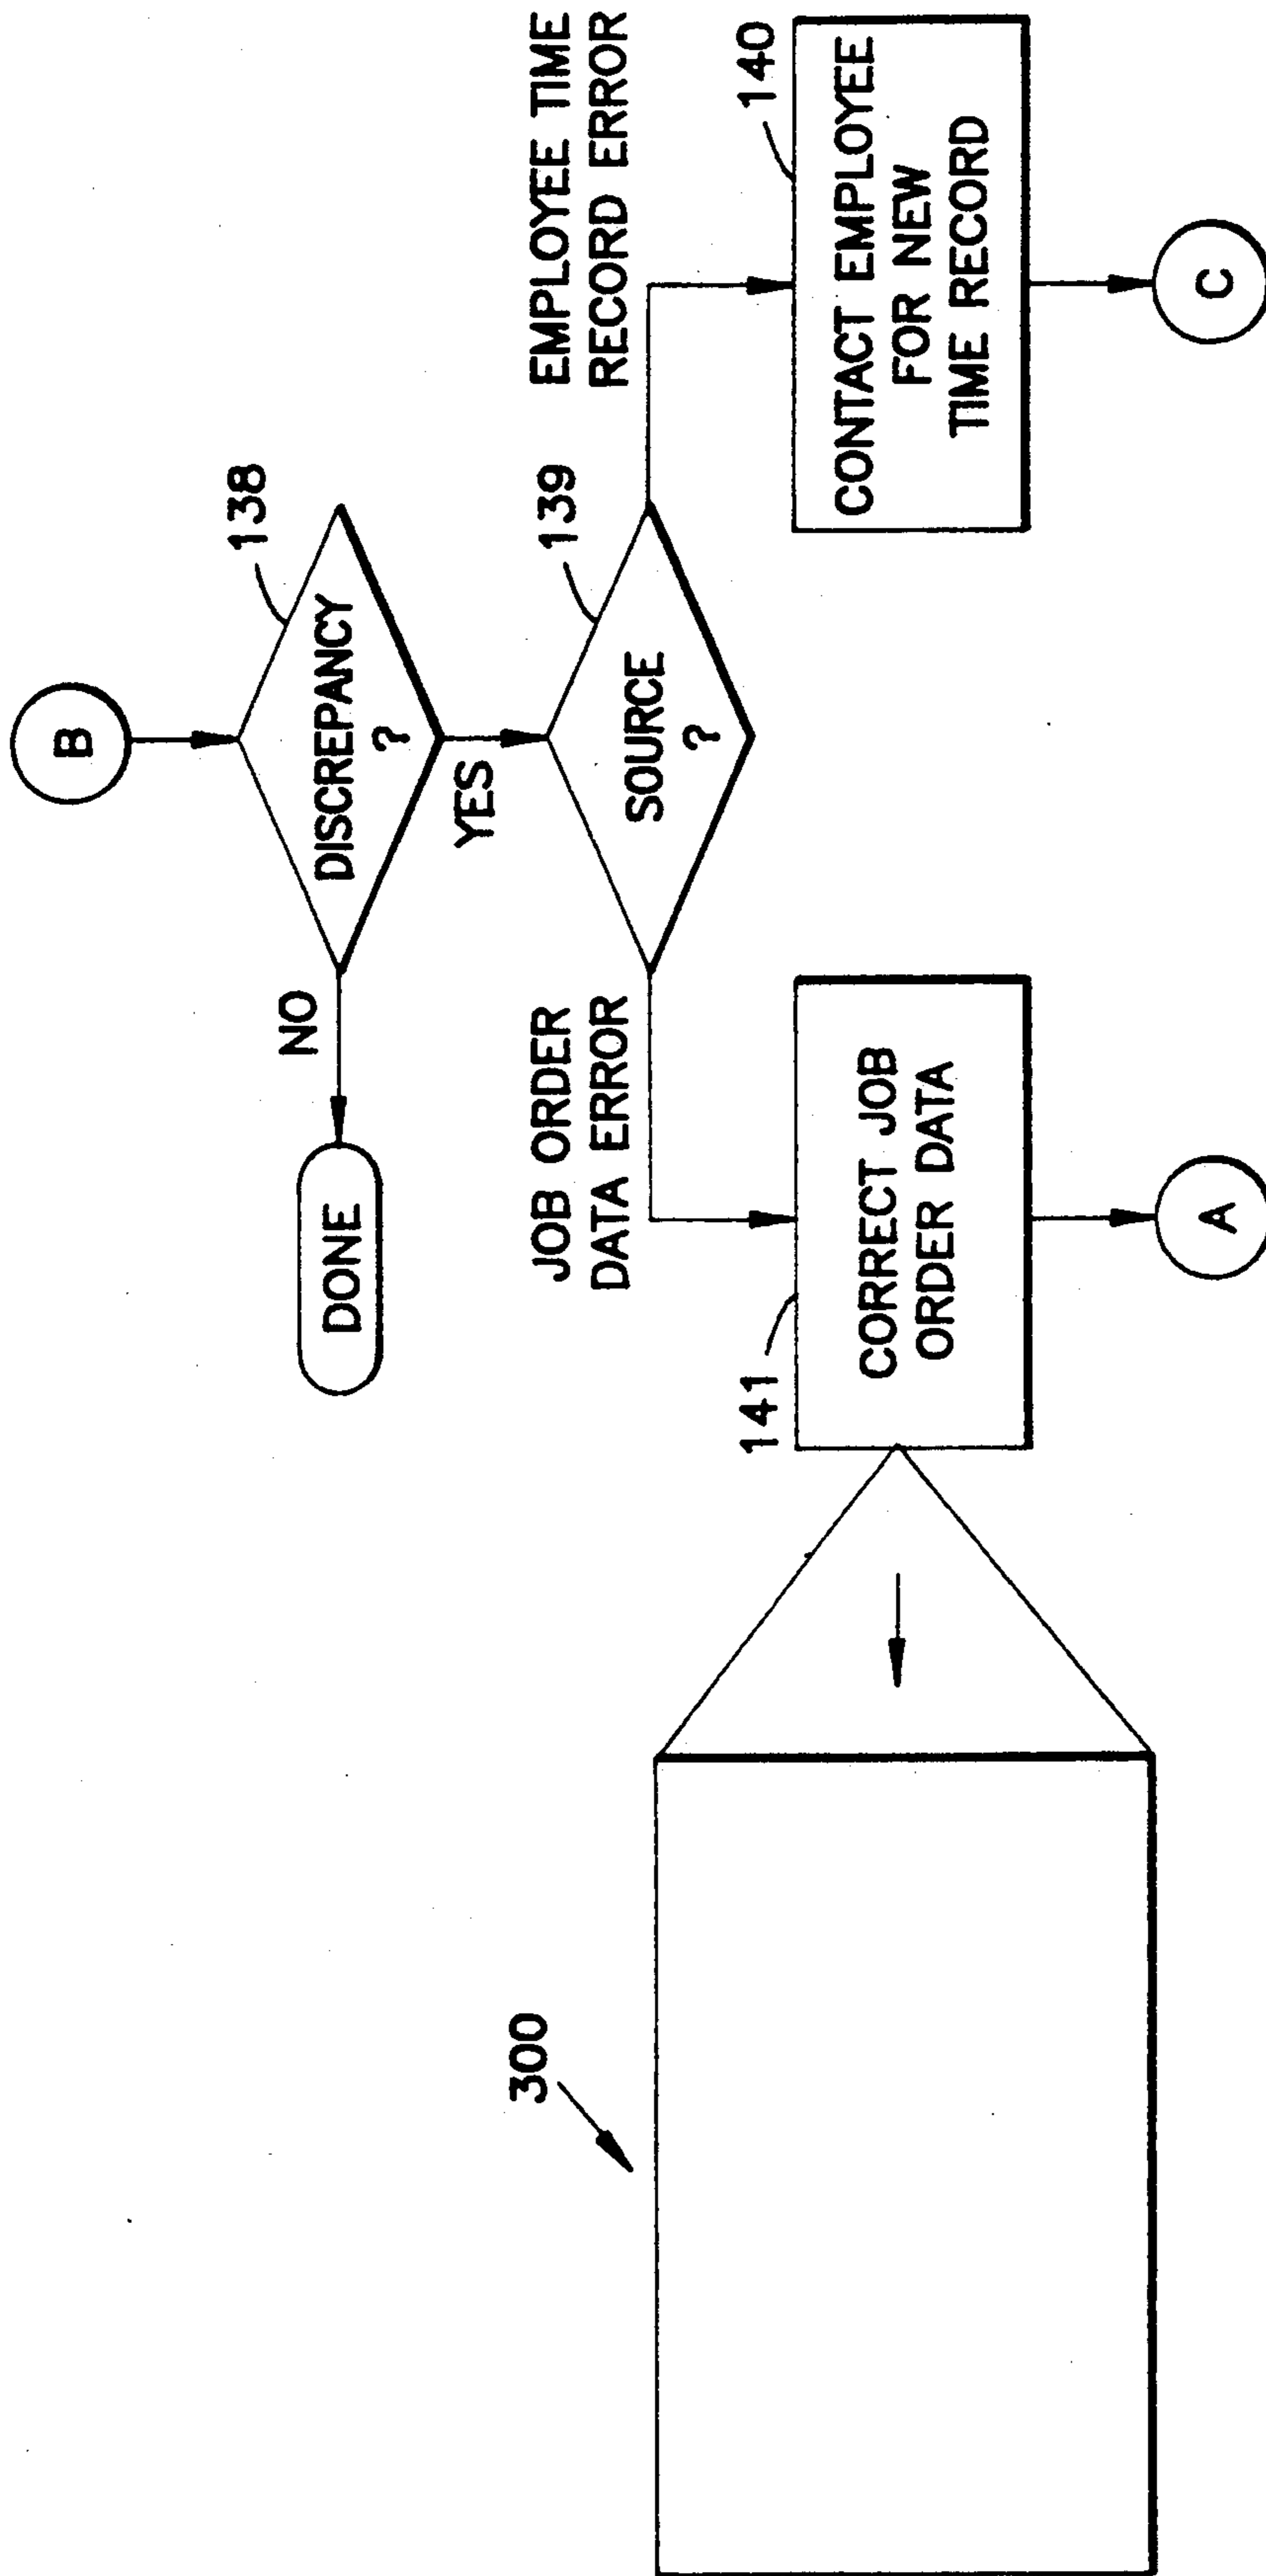 B
138
DISCREPANCY
?
NO
DONE
YES
139
SOURCE
?
EMPLOYEE TIME
RECORD ERROR
JOB ORDER
DATA ERROR
140
CONTACT EMPLOYEE
FOR NEW
TIME RECORD
C
141
CORRECT JOB
ORDER DATA
A
300